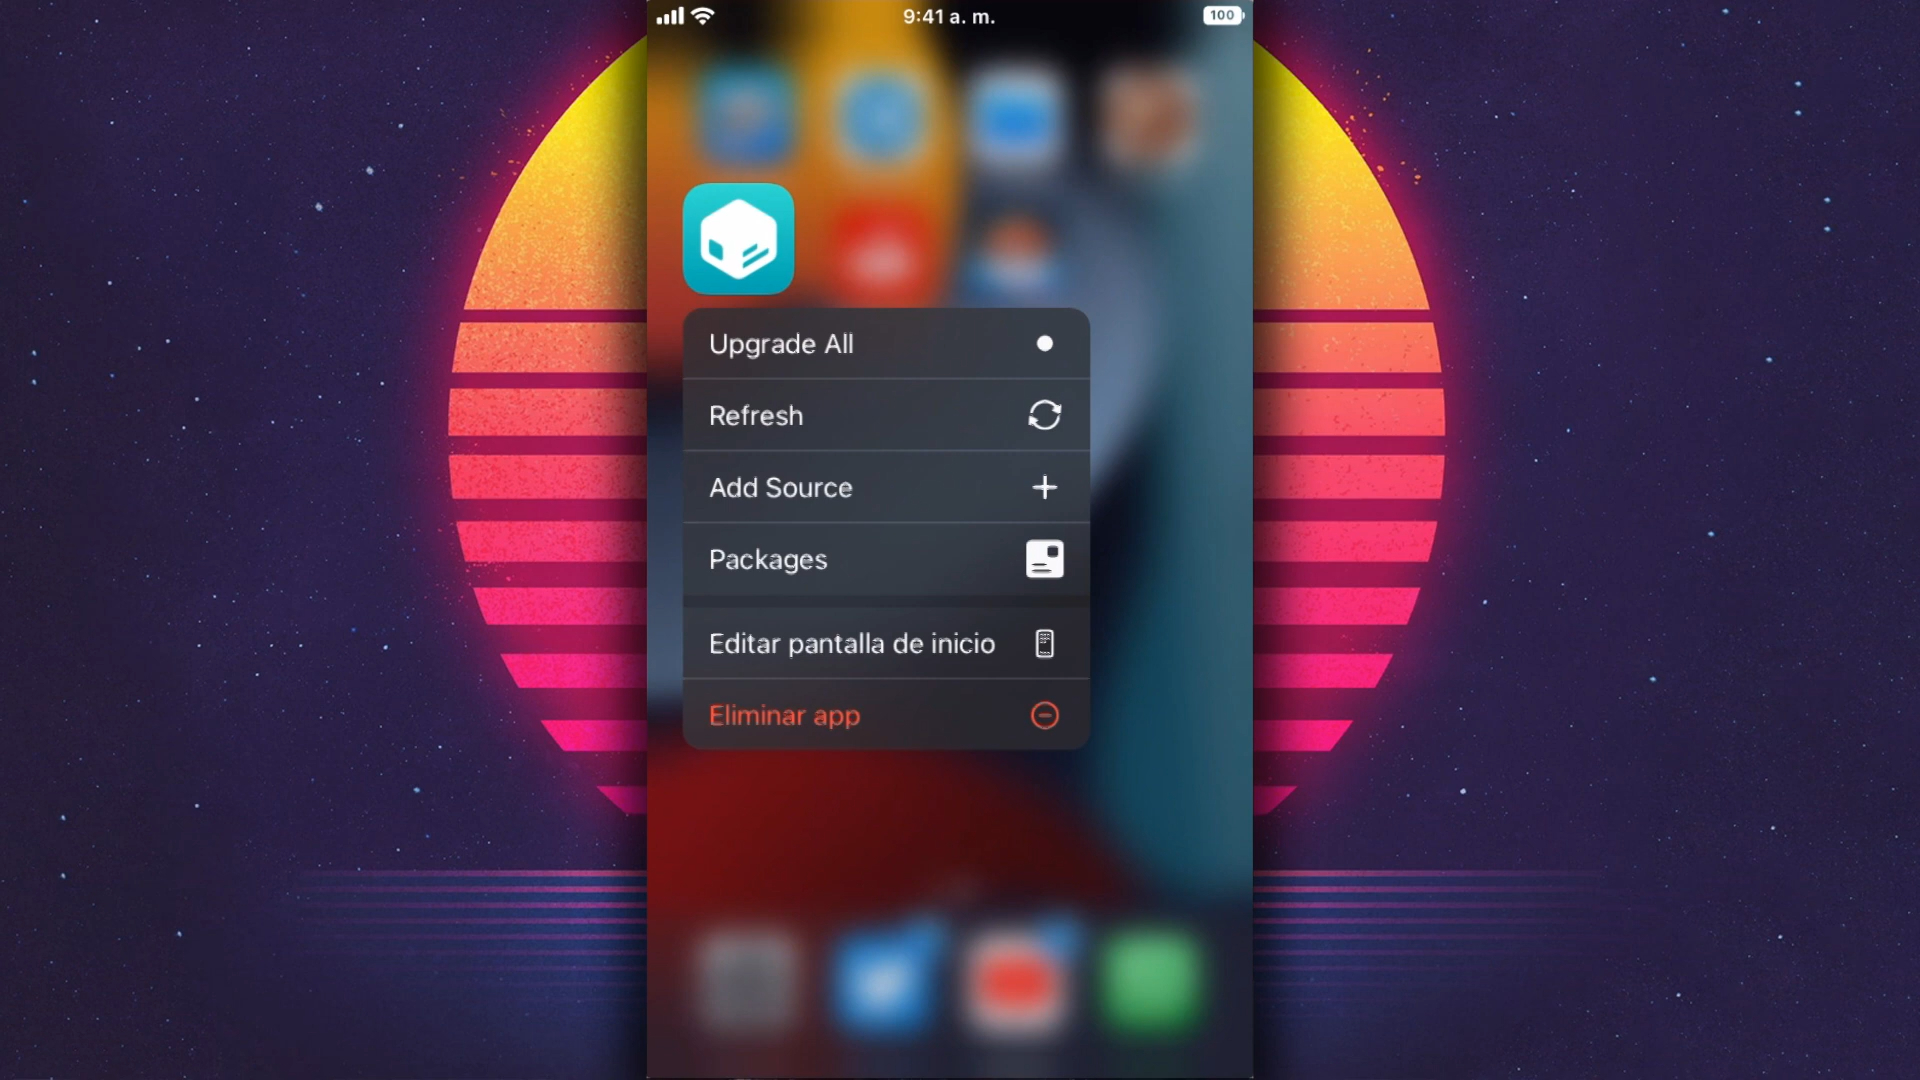 9:41 a. m.
100
Upgrade All
Refresh
Add Source
Packages
Editar pantalla de inicio
Eliminar app